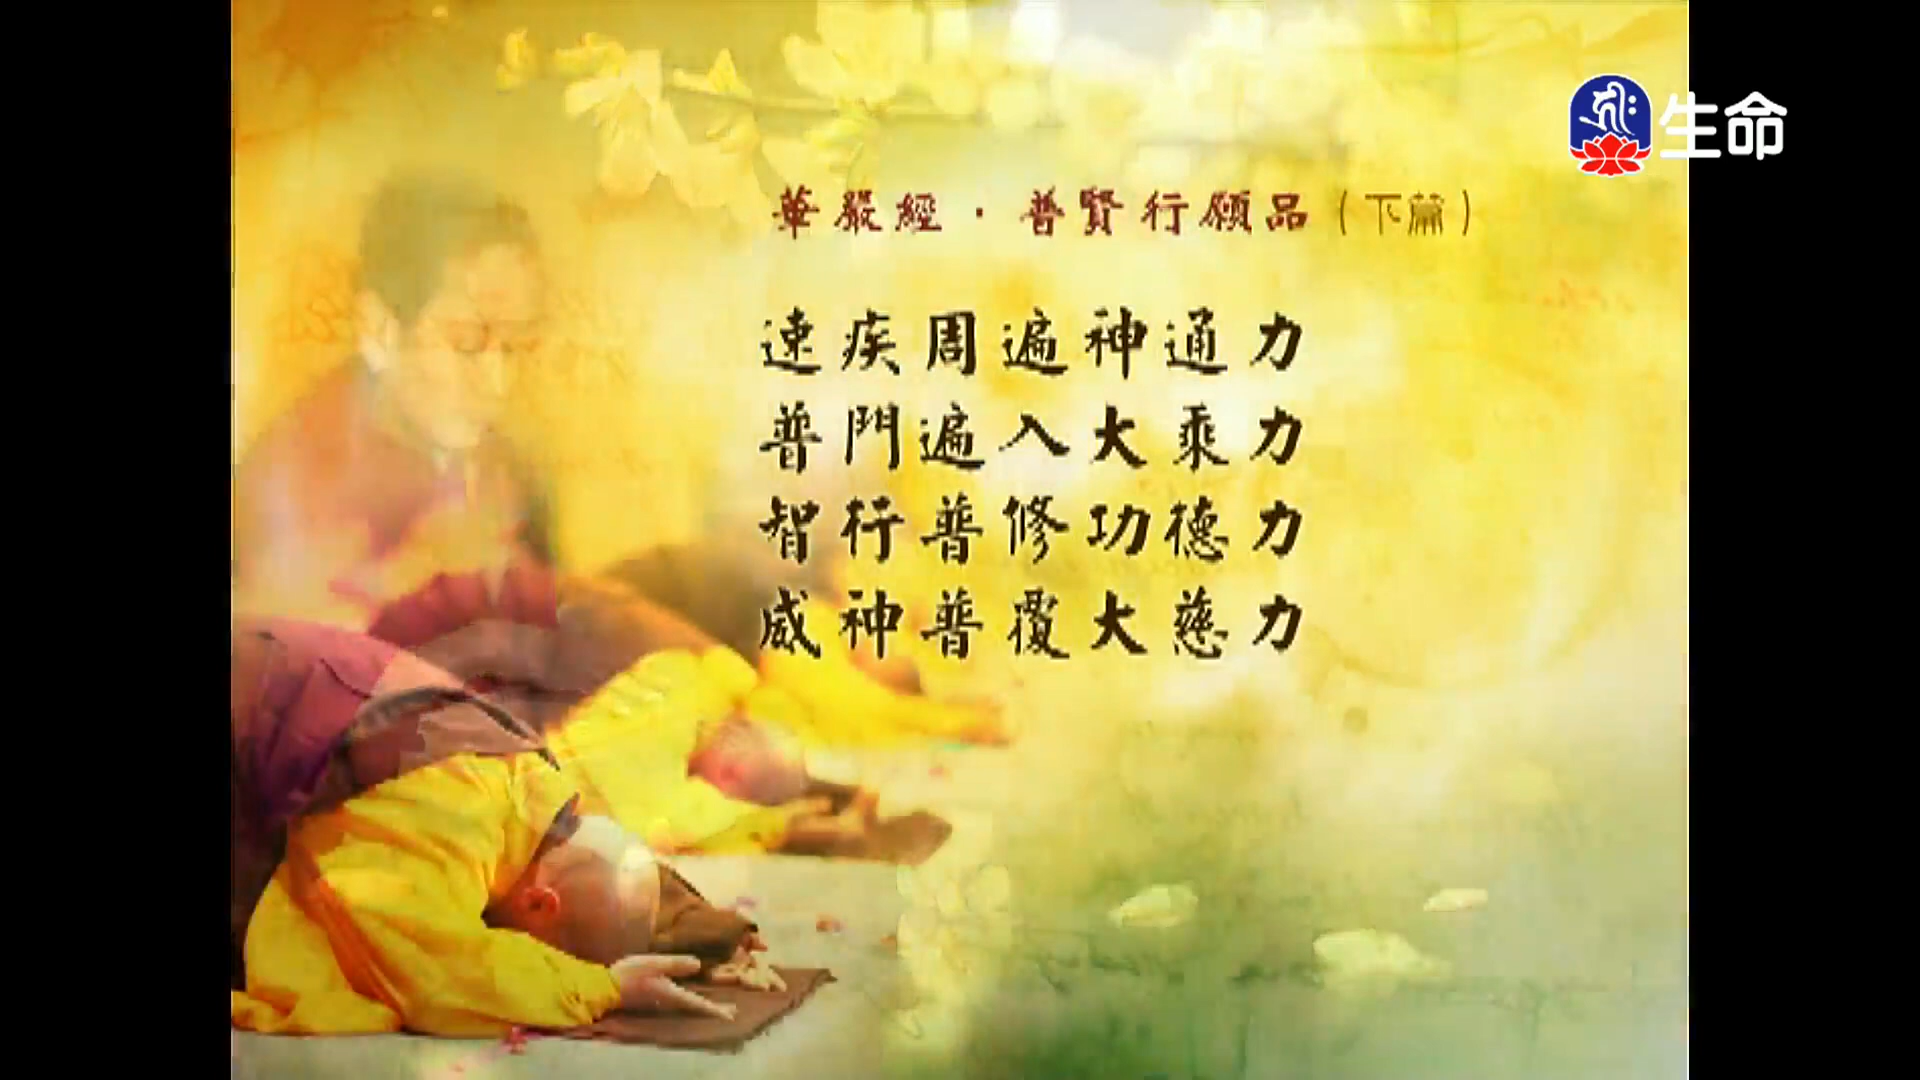 生命
華嚴經·普賢行願品(下篇)
速疾周遍神通力
普門遍入大乘力
智行普修功德力
威神普覆大慈力